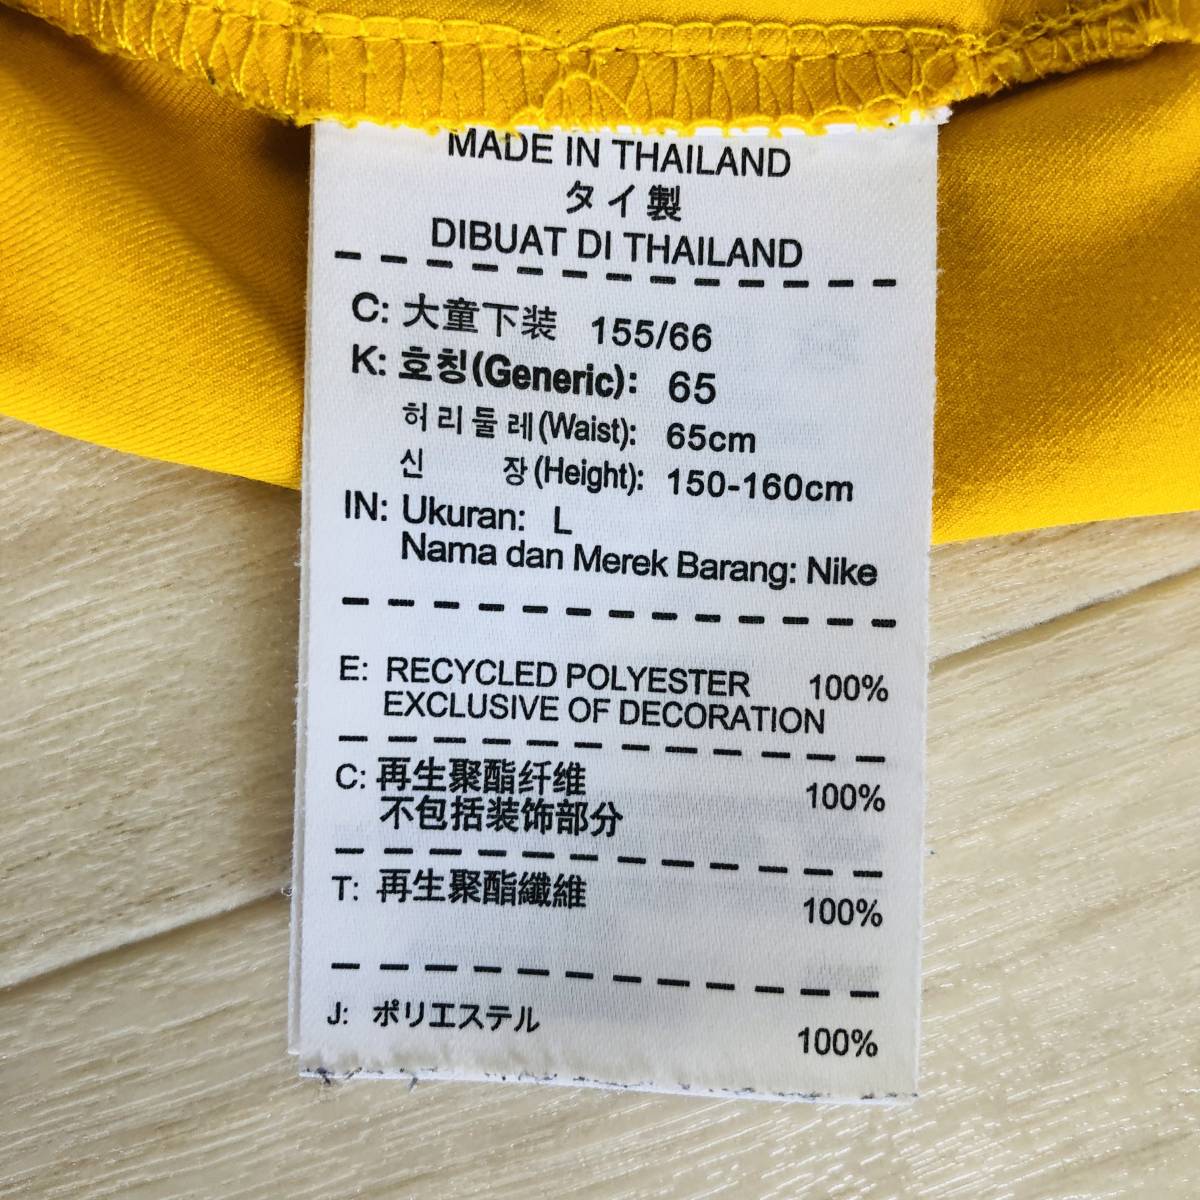 MADE IN THAILAND
タイ製
DIBUAT DI THAILAND
C: 大童下装 155/66
K: 호칭(Generic): 65
허리둘레(Waist): 65cm
신 장(Height): 150-160cm
IN: Ukuran: L
Nama dan Merek Barang: Nike
E: RECYCLED POLYESTER 100%
EXCLUSIVE OF DECORATION
C: 再生聚酯纤维 100%
不包括装饰部分
T: 再生聚酯纖維 100%
J: ポリエステル 100%